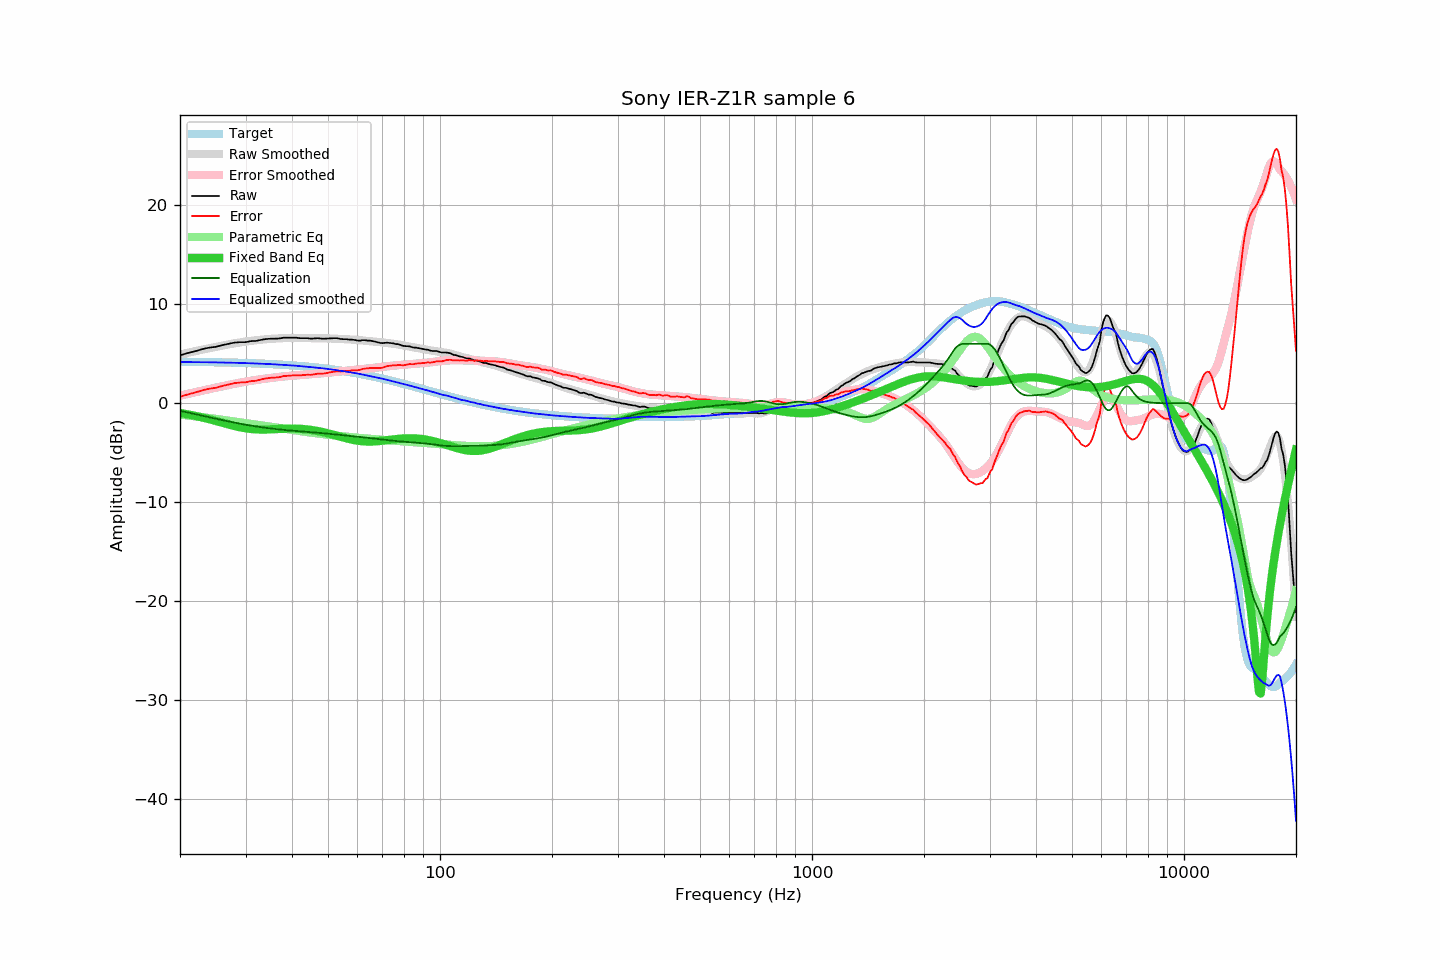 Sony IER-Z1R sample 6
Target
Raw Smoothed
Error Smoothed
Raw
Error
Parametric Eq
Fixed Band Eq
Equalization
Equalized smoothed
20
10
0
−10
−20
−30
−40
Amplitude (dBr)
100
1000
10000
Frequency (Hz)